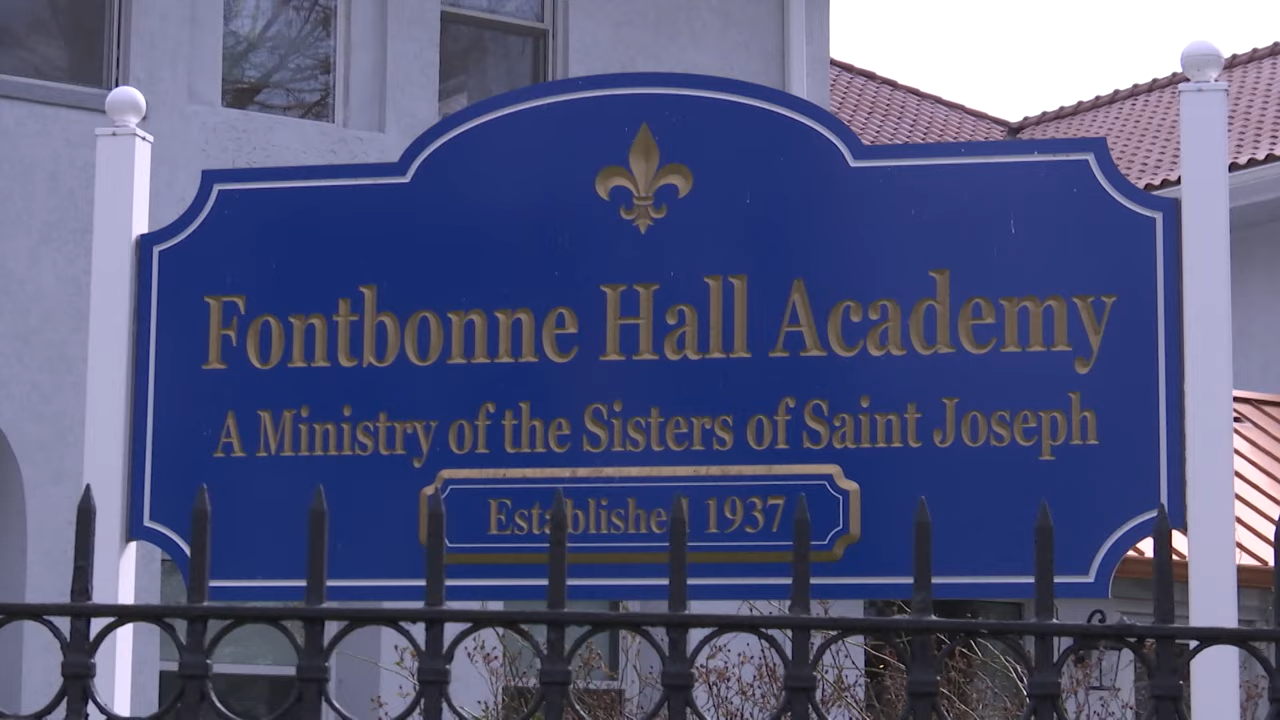 Fontbonne Hall Academy
A Ministry of the Sisters of Saint Joseph
Established 1937